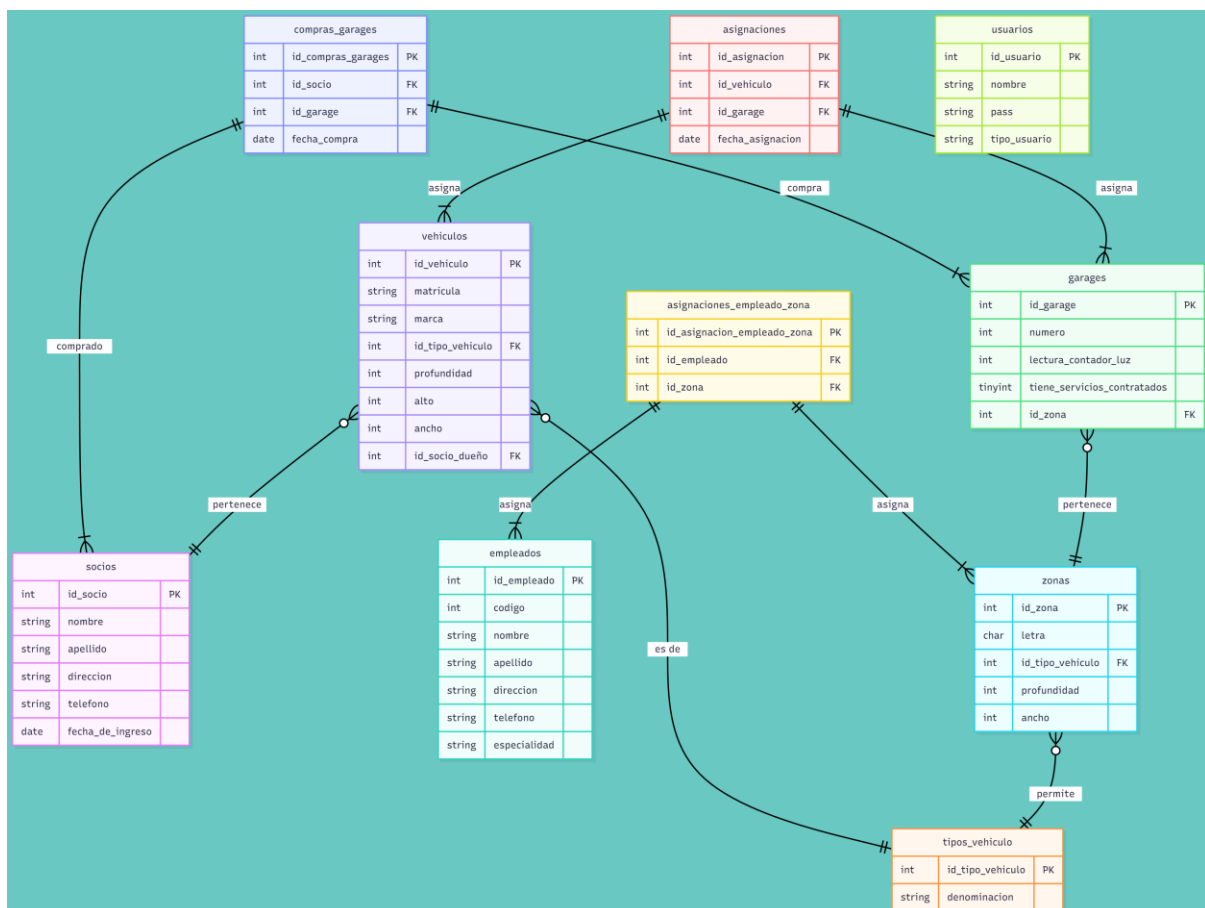 compras_garages
int id_compras_garages PK
int id_socio FK
int id_garage FK
date fecha_compra
asignaciones
int id_asignacion PK
int id_vehiculo FK
int id_garage FK
date fecha_asignacion
usuarios
int id_usuario PK
string nombre
string pass
string tipo_usuario
asigna
compra
asigna
vehiculos
int id_vehiculo PK
string matricula
string marca
int id_tipo_vehiculo FK
int profundidad
int alto
int ancho
int id_socio_dueño FK
asignaciones_empleado_zona
int id_asignacion_empleado_zona PK
int id_empleado FK
int id_zona FK
garages
int id_garage PK
int numero
int lectura_contador_luz
tinyint tiene_servicios_contratados
int id_zona FK
comprado
pertenece
asigna
asigna
pertenece
socios
int id_socio PK
string nombre
string apellido
string direccion
string telefono
date fecha_de_ingreso
empleados
int id_empleado PK
int codigo
string nombre
string apellido
string direccion
string telefono
string especialidad
es de
zonas
int id_zona PK
char letra
int id_tipo_vehiculo FK
int profundidad
int ancho
permite
tipos_vehiculo
int id_tipo_vehiculo PK
string denominacion